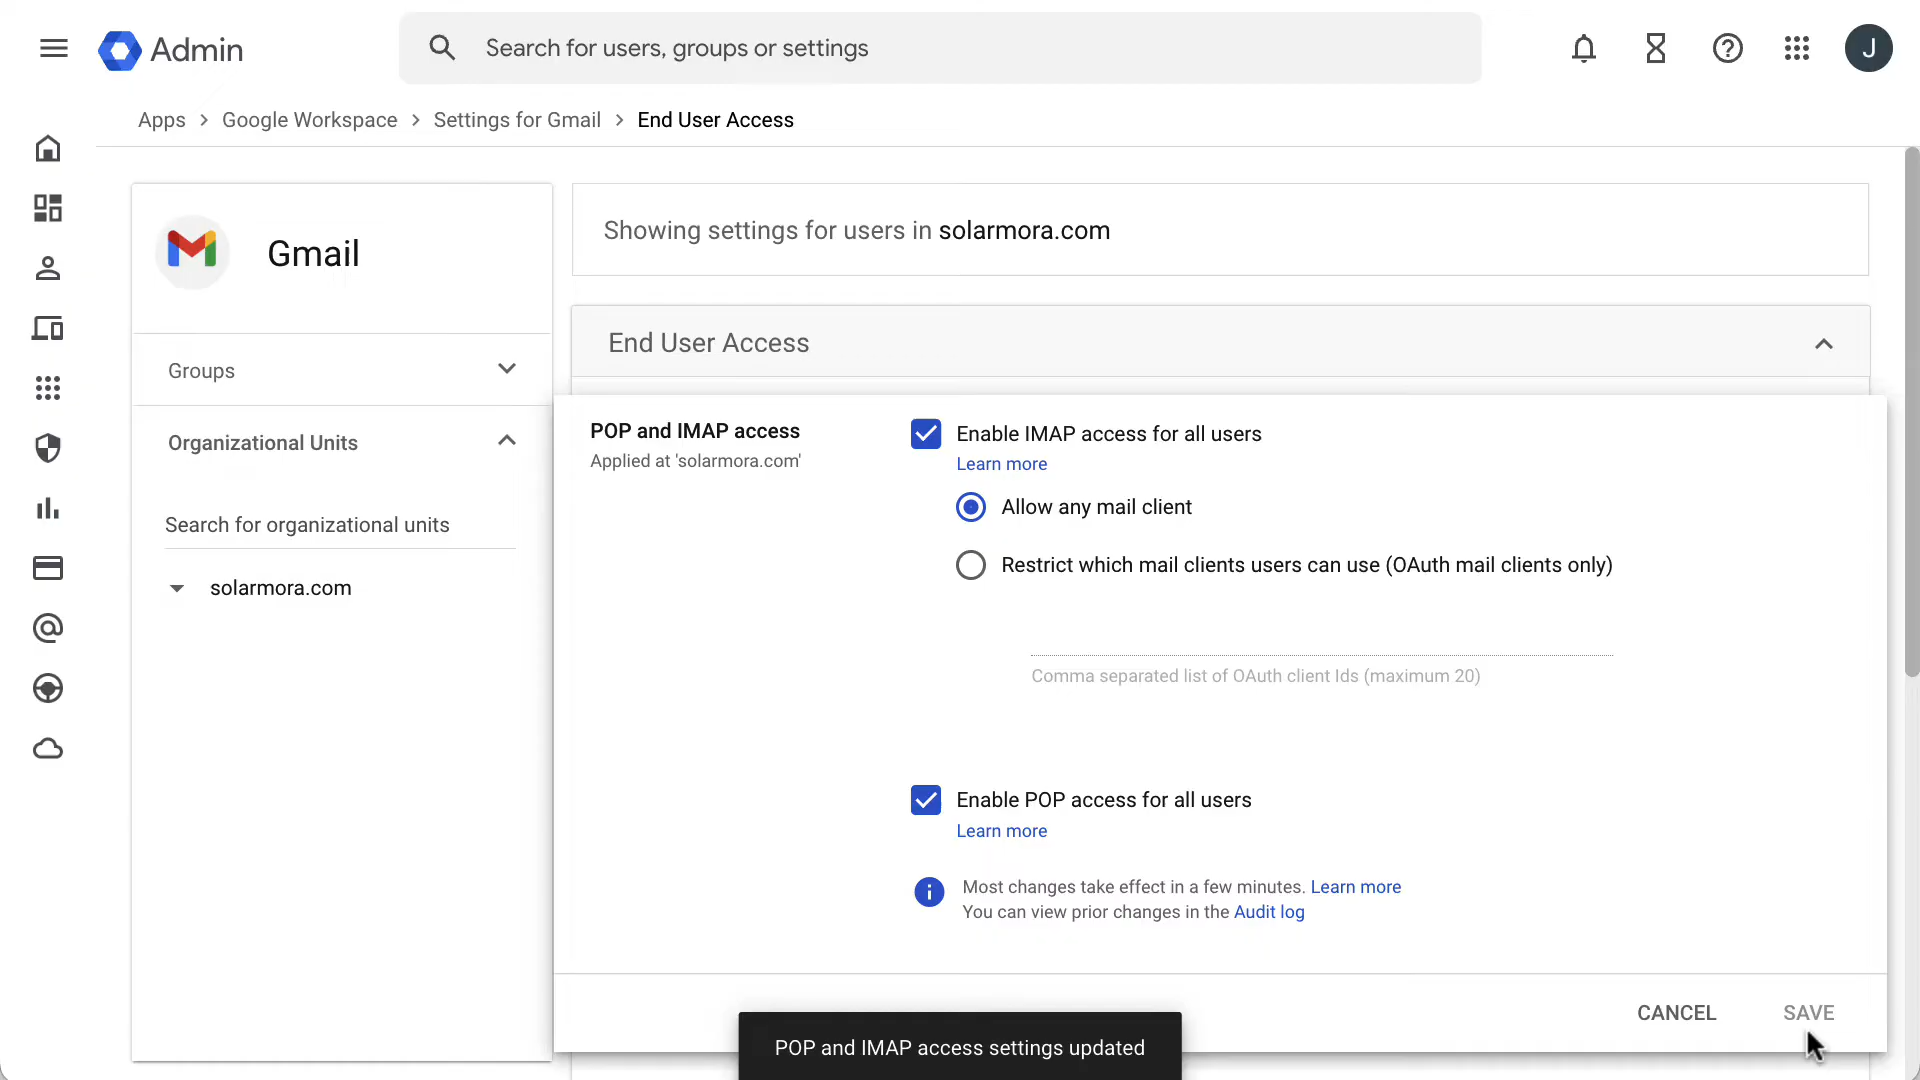 Admin
Search for users, groups or settings
J
Apps > Google Workspace > Settings for Gmail > End User Access
Gmail
Showing settings for users in solarmora.com
Groups
Organizational Units
Search for organizational units
solarmora.com
End User Access
POP and IMAP access
Applied at 'solarmora.com'
Enable IMAP access for all users
Learn more
Allow any mail client
Restrict which mail clients users can use (OAuth mail clients only)
Comma separated list of OAuth client Ids (maximum 20)
Enable POP access for all users
Learn more
Most changes take effect in a few minutes. Learn more
You can view prior changes in the Audit log
CANCEL
SAVE
POP and IMAP access settings updated